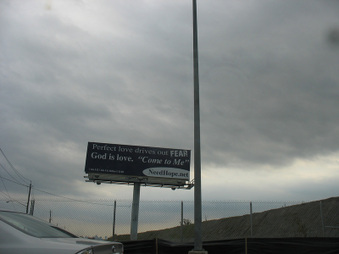 Perfect love drives out FEAR
God is love. "Come to Me"
NeedHope.net